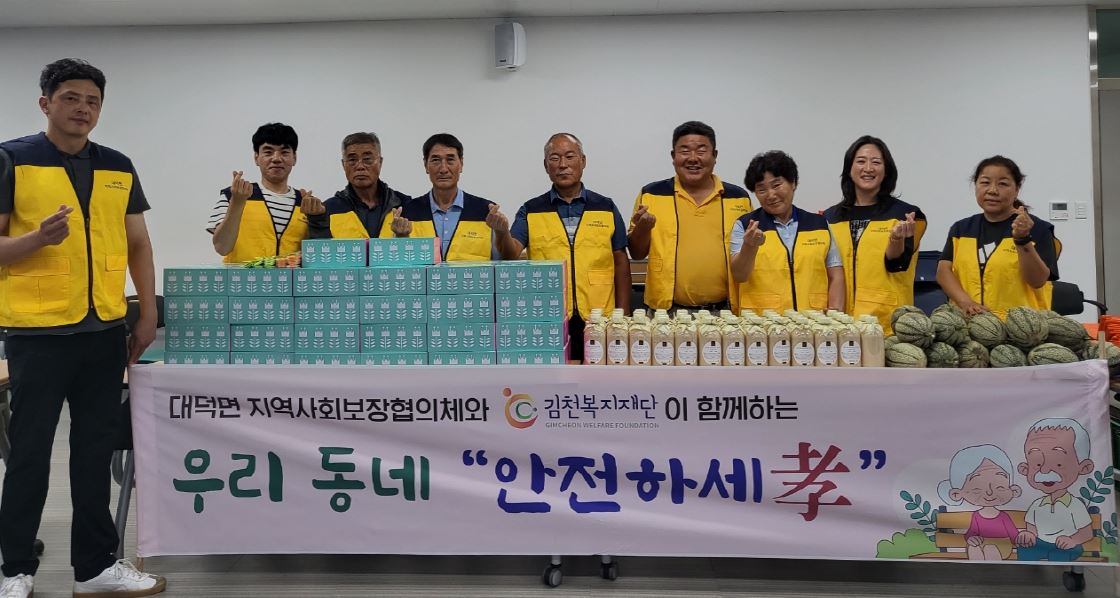 대덕면 지역사회보장협의체와 김천복지재단이 함께하는
GIMCHEON WELFARE FOUNDATION
우리 동네 “안전하세孝”